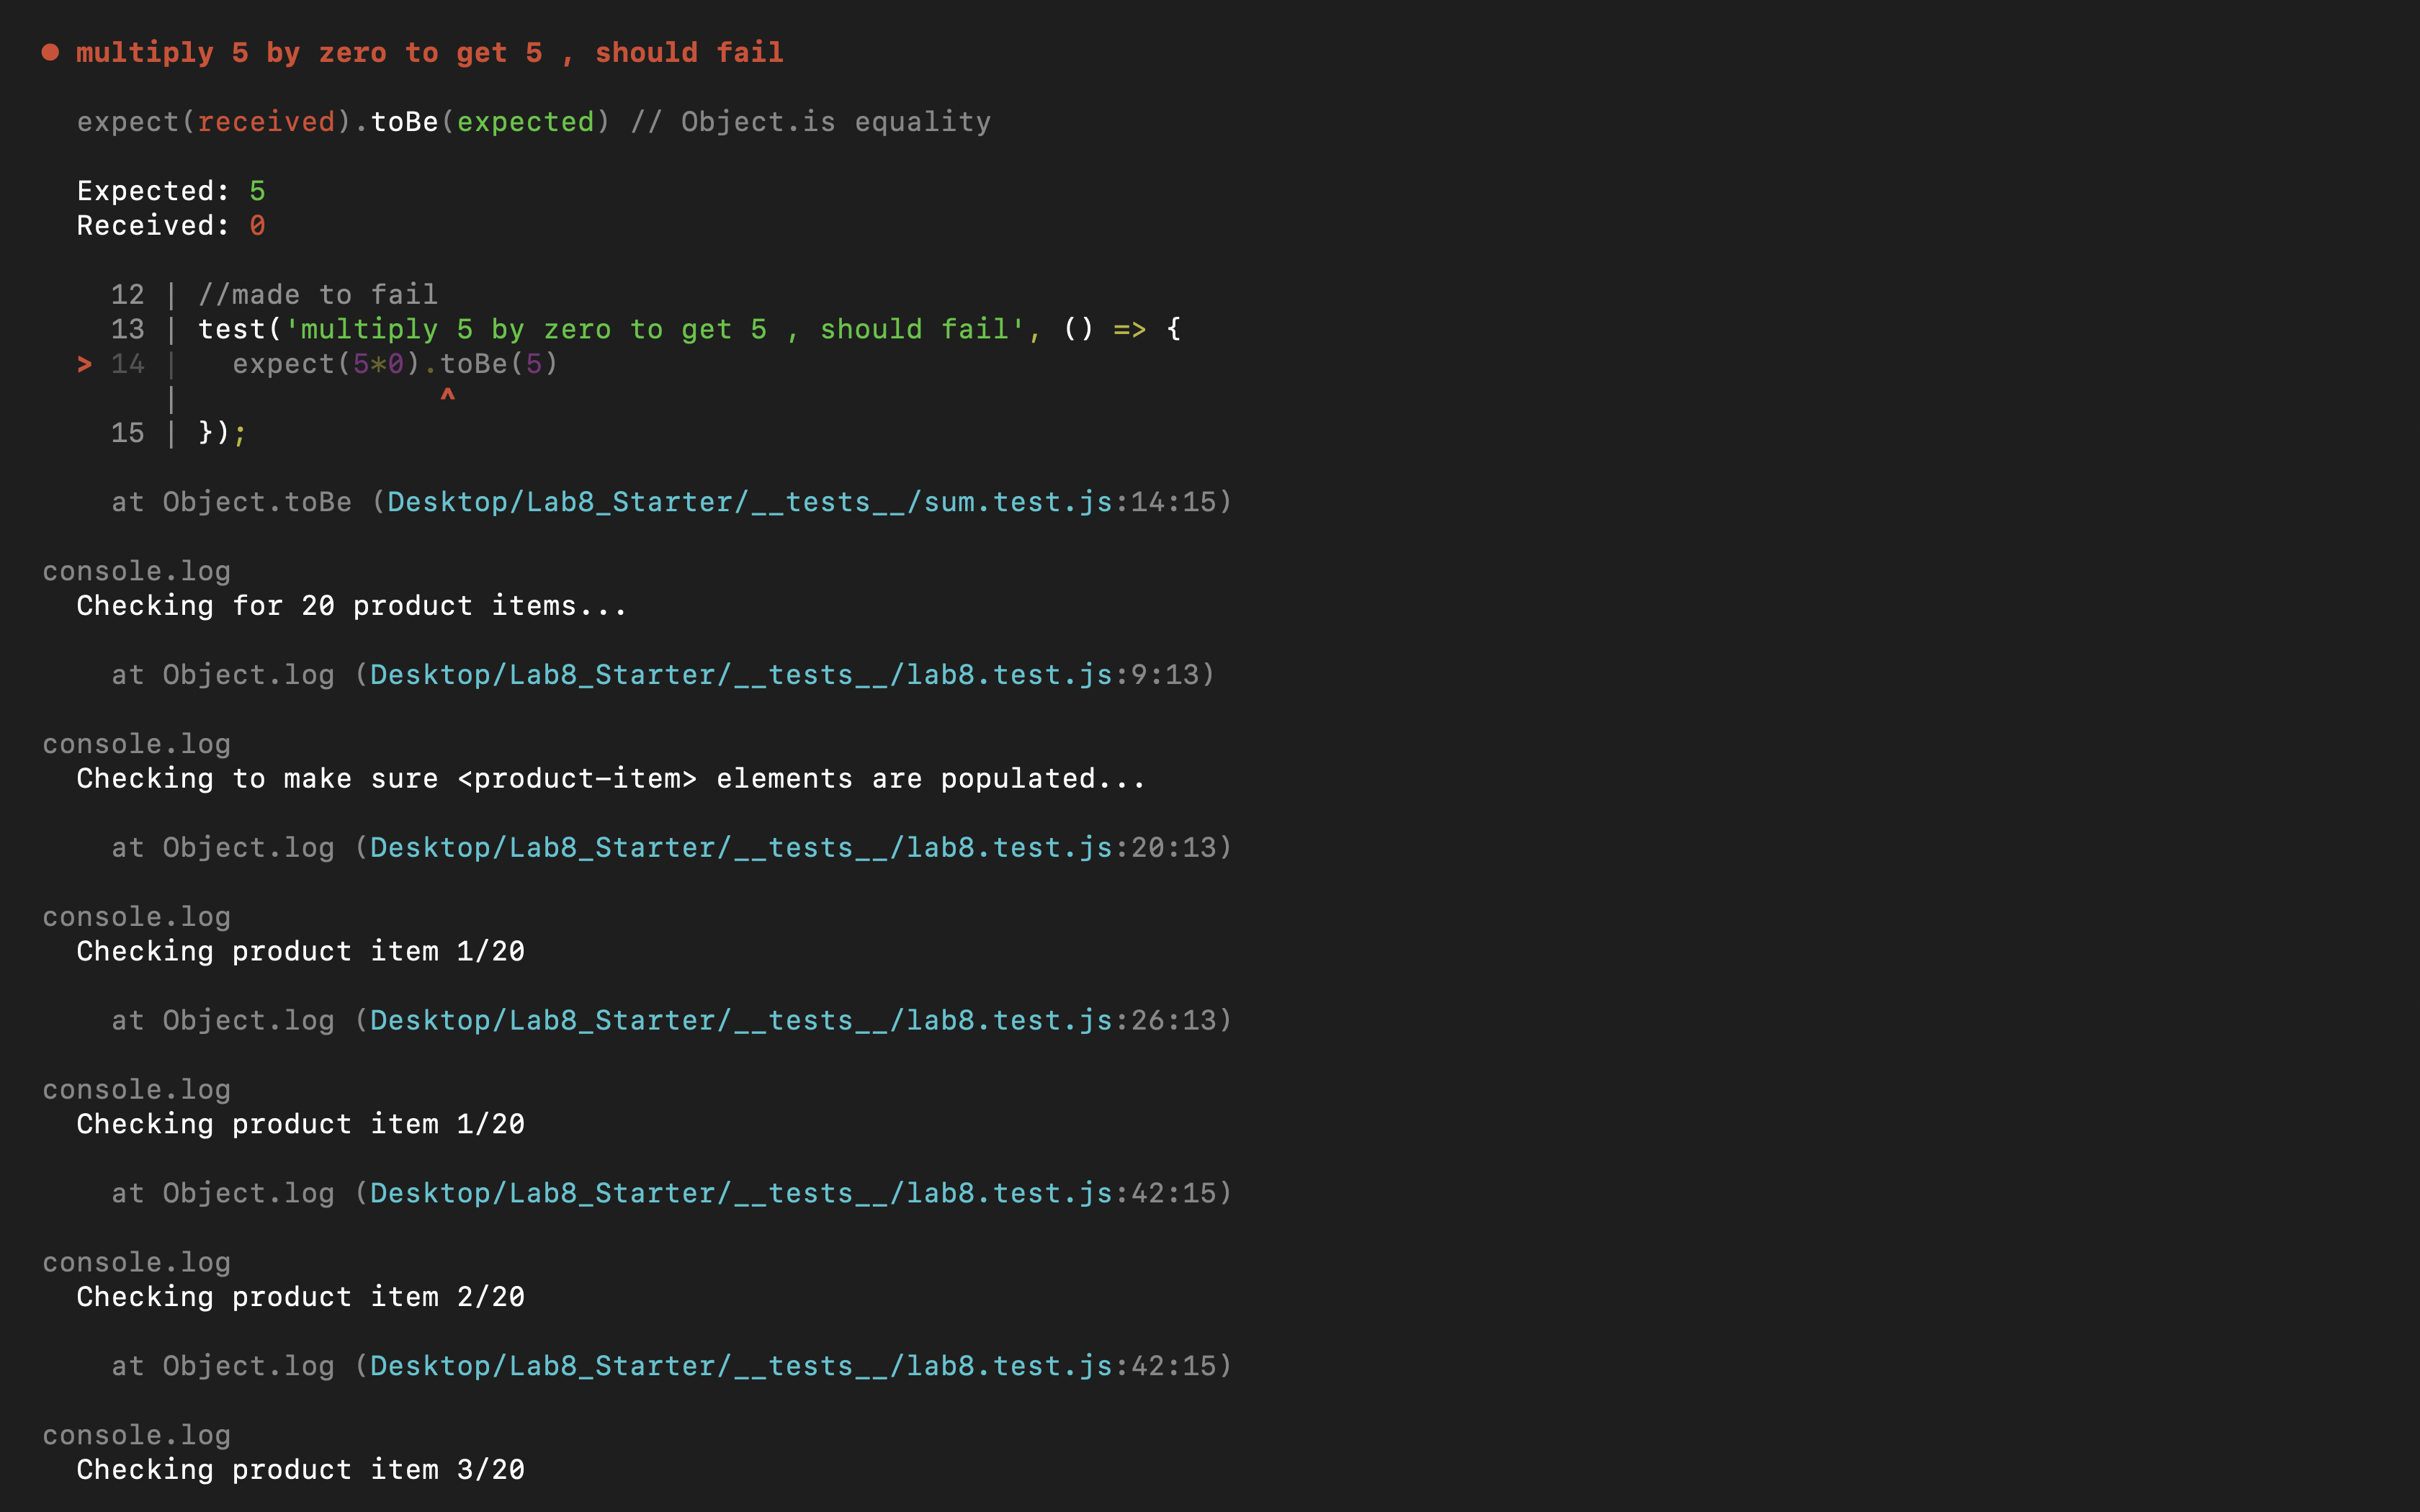 ● multiply 5 by zero to get 5 , should fail
expect(received).toBe(expected) // Object.is equality
Expected: 5
Received: 0
12 | //made to fail
13 | test('multiply 5 by zero to get 5 , should fail', () => {
> 14 |   expect(5*0).toBe(5)
|               ^
15 | });
at Object.toBe (Desktop/Lab8_Starter/__tests__/sum.test.js:14:15)
console.log
Checking for 20 product items...
at Object.log (Desktop/Lab8_Starter/__tests__/lab8.test.js:9:13)
console.log
Checking to make sure <product-item> elements are populated...
at Object.log (Desktop/Lab8_Starter/__tests__/lab8.test.js:20:13)
console.log
Checking product item 1/20
at Object.log (Desktop/Lab8_Starter/__tests__/lab8.test.js:26:13)
console.log
Checking product item 1/20
at Object.log (Desktop/Lab8_Starter/__tests__/lab8.test.js:42:15)
console.log
Checking product item 2/20
at Object.log (Desktop/Lab8_Starter/__tests__/lab8.test.js:42:15)
console.log
Checking product item 3/20